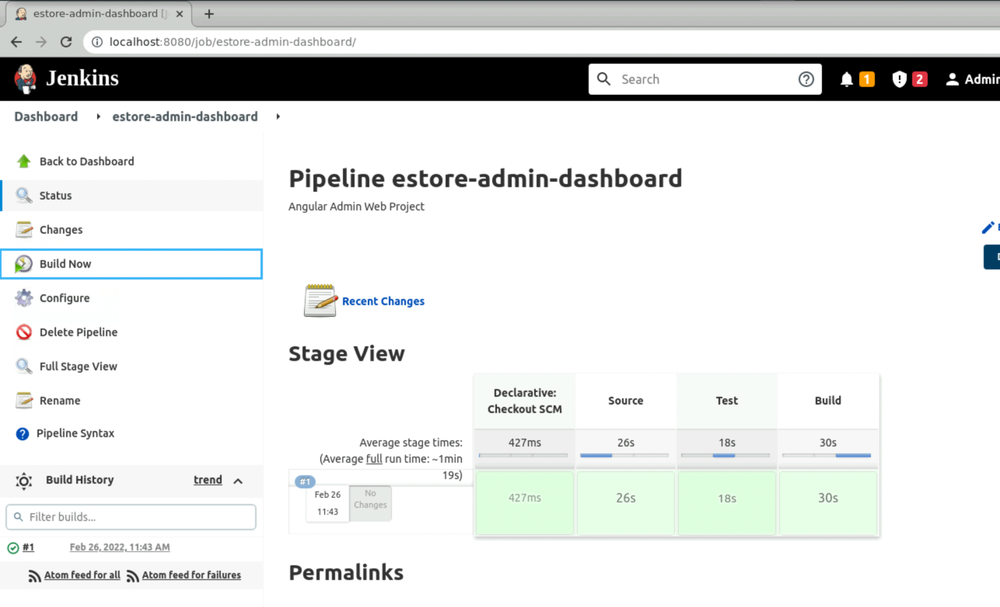 estore-admin-dashboard [J
localhost:8080/job/estore-admin-dashboard/
Jenkins
Search
1
2
Admin
Dashboard
estore-admin-dashboard
Back to Dashboard
Status
Changes
Build Now
Configure
Delete Pipeline
Full Stage View
Rename
Pipeline Syntax
Build History
trend
Filter builds...
#1
Feb 26, 2022, 11:43 AM
Atom feed for all
Atom feed for failures
Pipeline estore-admin-dashboard
Angular Admin Web Project
Recent Changes
Stage View
Declarative:
Checkout SCM
Source
Test
Build
Average stage times:
(Average full run time: ~1min
19s)
427ms
26s
18s
30s
#1
Feb 26
11:43
No
Changes
427ms
26s
18s
30s
Permalinks